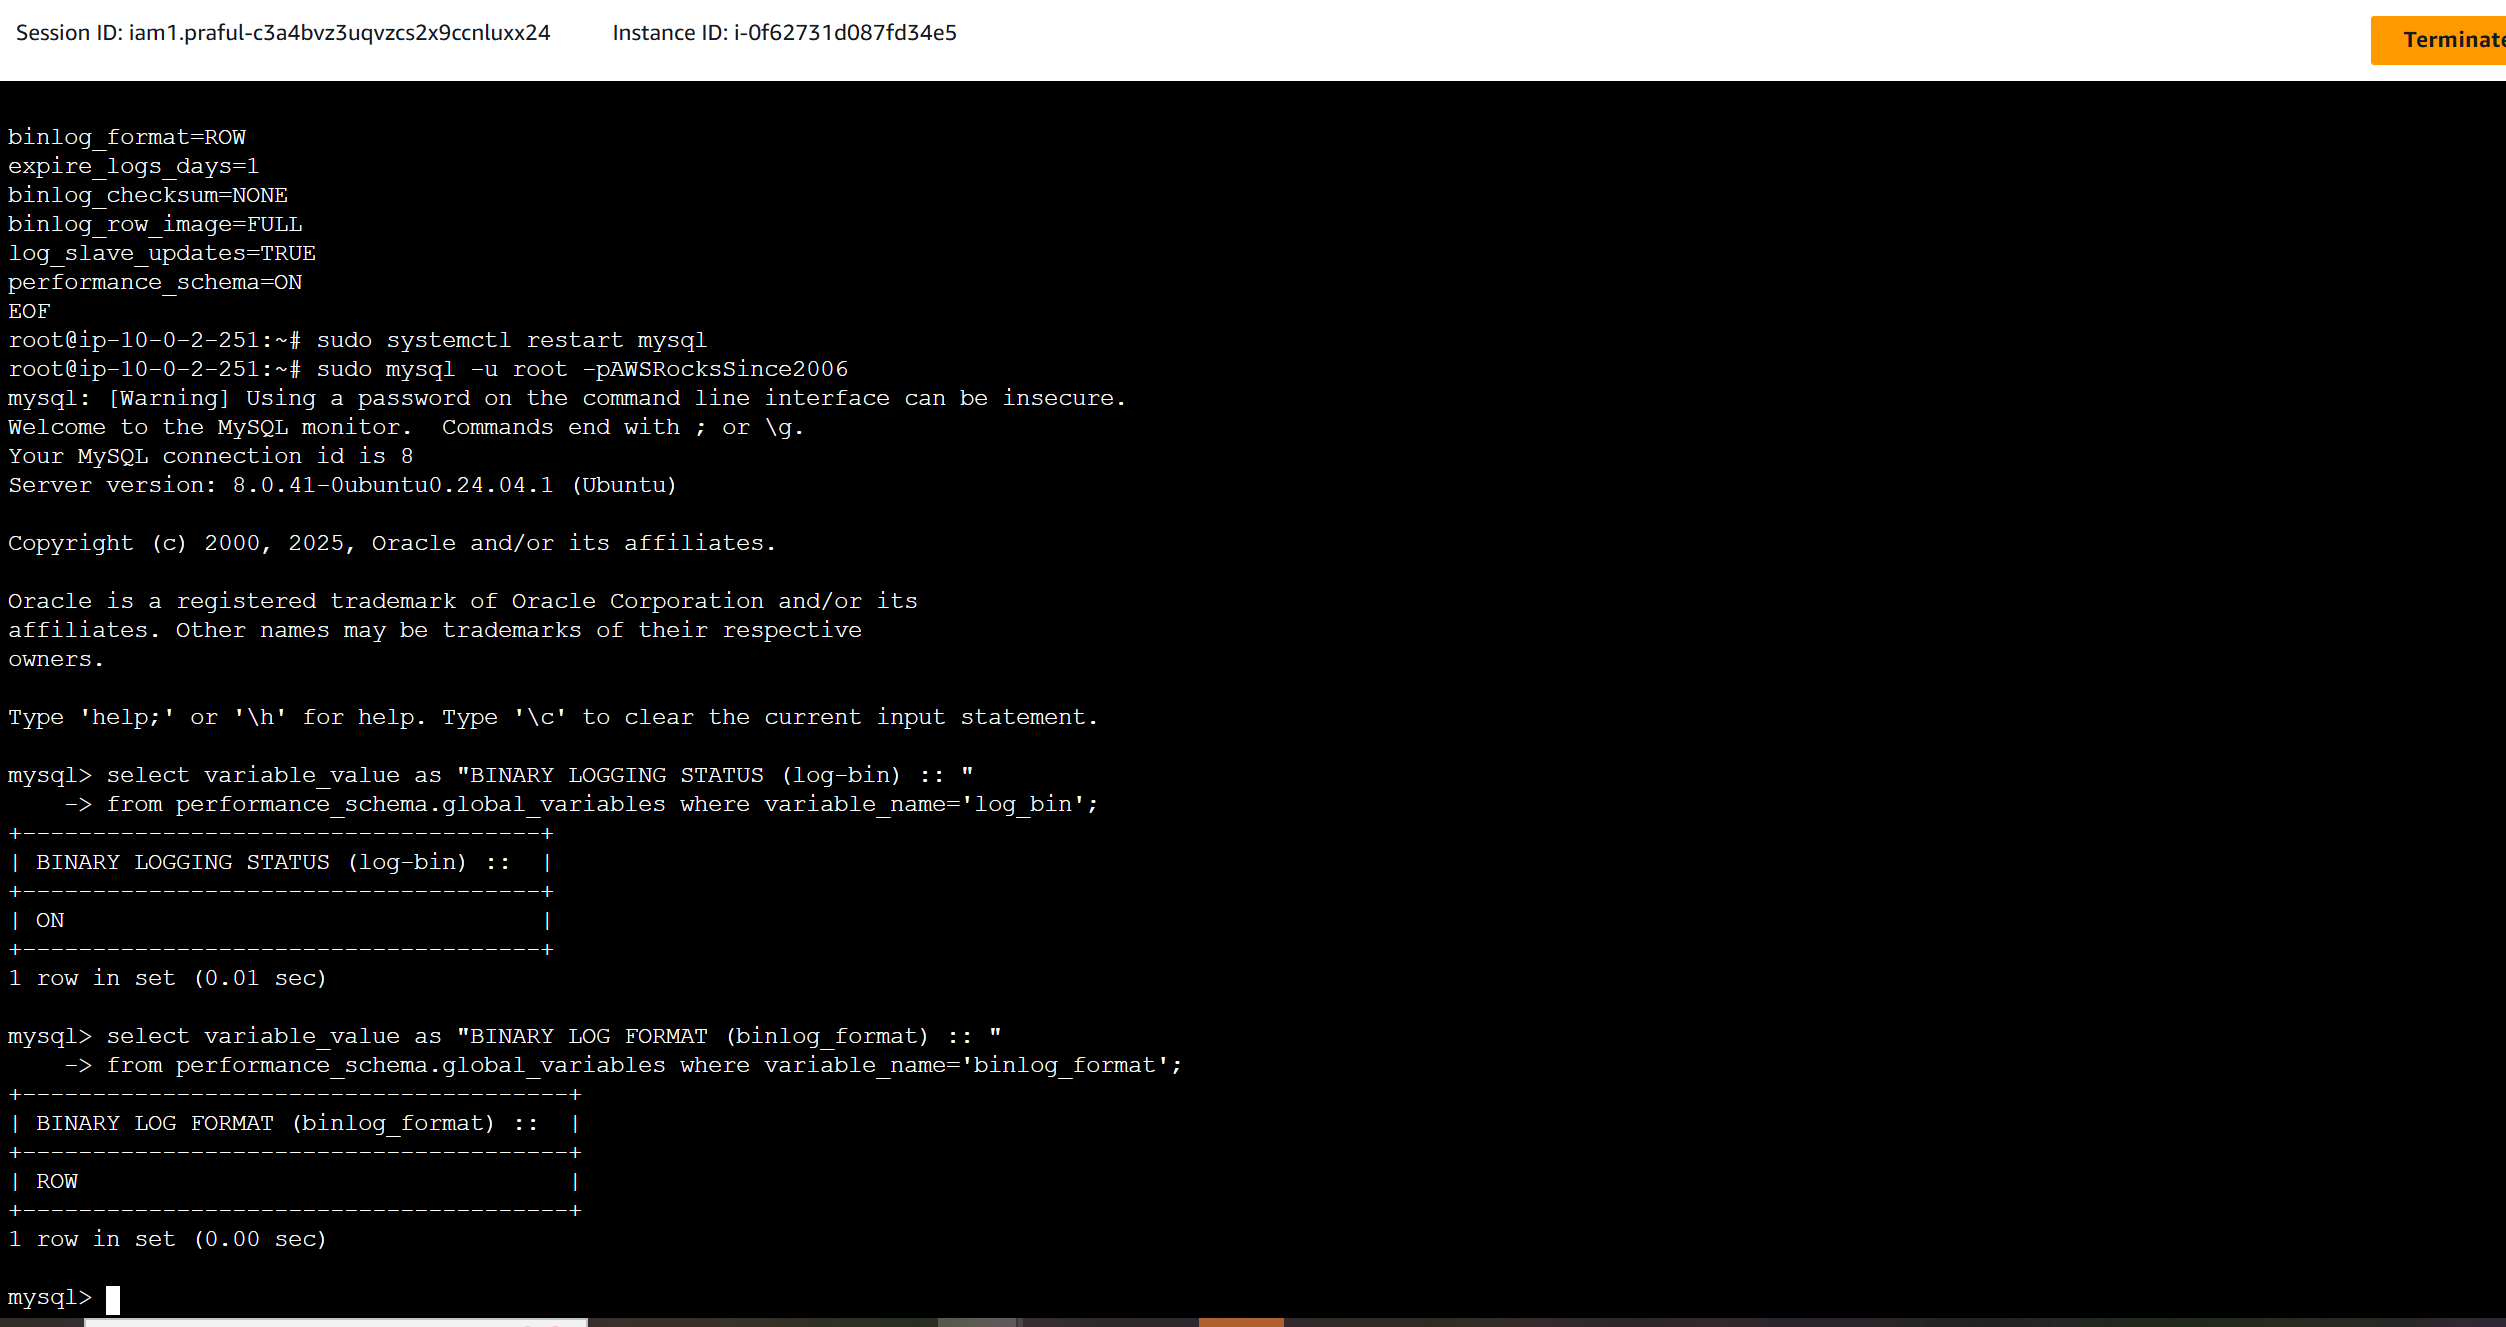 Session ID: iam1.praful-c3a4bvz3uqvzcs2x9ccnluxx24 Instance ID: i-0f62731d087fd34e5 Terminate
binlog_format=ROW
expire_logs_days=1
binlog_checksum=NONE
binlog_row_image=FULL
log_slave_updates=TRUE
performance_schema=ON
EOF
root@ip-10-0-2-251:~# sudo systemctl restart mysql
root@ip-10-0-2-251:~# sudo mysql -u root -pAWSRocksSince2006
mysql: [Warning] Using a password on the command line interface can be insecure.
Welcome to the MySQL monitor.  Commands end with ; or \g.
Your MySQL connection id is 8
Server version: 8.0.41-0ubuntu0.24.04.1 (Ubuntu)
Copyright (c) 2000, 2025, Oracle and/or its affiliates.
Oracle is a registered trademark of Oracle Corporation and/or its
affiliates. Other names may be trademarks of their respective
owners.
Type 'help;' or '\h' for help. Type '\c' to clear the current input statement.
mysql> select variable_value as "BINARY LOGGING STATUS (log-bin) :: "
    -> from performance_schema.global_variables where variable_name='log_bin';
+-------------------------------------+
| BINARY LOGGING STATUS (log-bin) ::  |
+-------------------------------------+
| ON                                  |
+-------------------------------------+
1 row in set (0.01 sec)
mysql> select variable_value as "BINARY LOG FORMAT (binlog_format) :: "
    -> from performance_schema.global_variables where variable_name='binlog_format';
+---------------------------------------+
| BINARY LOG FORMAT (binlog_format) ::  |
+---------------------------------------+
| ROW                                   |
+---------------------------------------+
1 row in set (0.00 sec)
mysql>